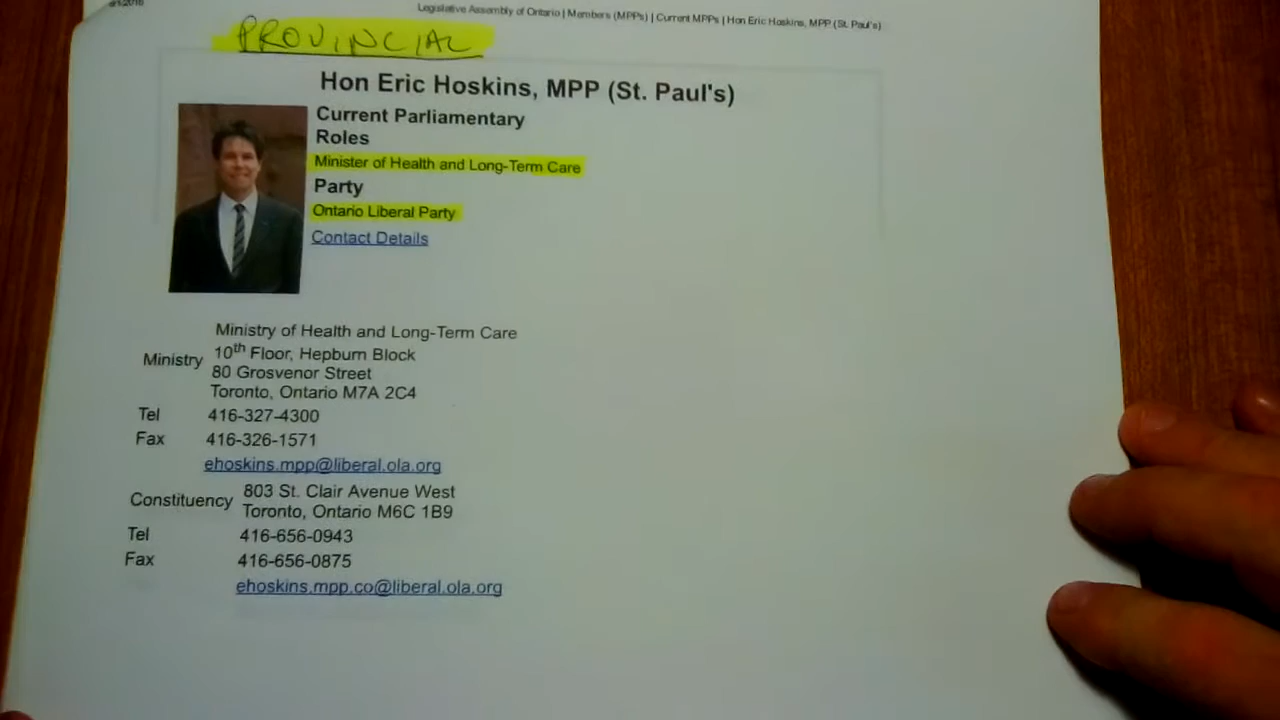 Legislative Assembly of Ontario | Members (MPPs) | Current MPPs | Hon Eric Hoskins, MPP (St. Paul's)
PROVINCIAL
Hon Eric Hoskins, MPP (St. Paul's)
Current Parliamentary
Roles
Minister of Health and Long-Term Care
Party
Ontario Liberal Party
Contact Details
Ministry of Health and Long-Term Care
Ministry 10th Floor, Hepburn Block
80 Grosvenor Street
Toronto, Ontario M7A 2C4
Tel 416-327-4300
Fax 416-326-1571
ehoskins.mpp@liberal.ola.org
Constituency 803 St. Clair Avenue West
Toronto, Ontario M6C 1B9
Tel 416-656-0943
Fax 416-656-0875
ehoskins.mpp.co@liberal.ola.org